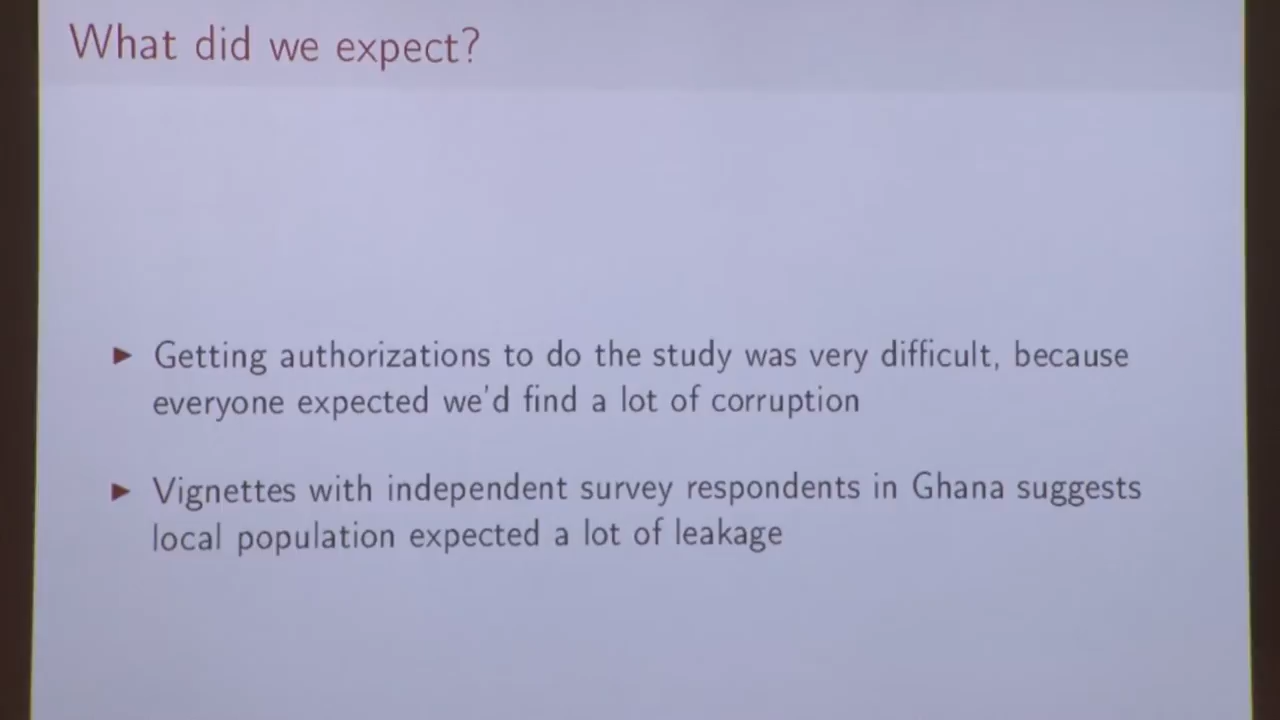 What did we expect?
► Getting authorizations to do the study was very difficult, because
everyone expected we'd find a lot of corruption
► Vignettes with independent survey respondents in Ghana suggests
local population expected a lot of leakage